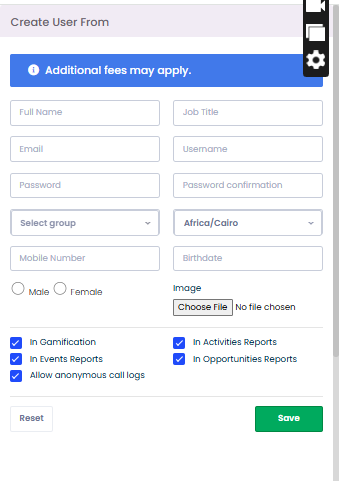 Create User From
Additional fees may apply.
Full Name
Job Title
Email
Username
Password
Password confirmation
Select group
Africa/Cairo
Mobile Number
Birthdate
Male
Female
Image
Choose File No file chosen
In Gamification
In Activities Reports
In Events Reports
In Opportunities Reports
Allow anonymous call logs
Reset
Save